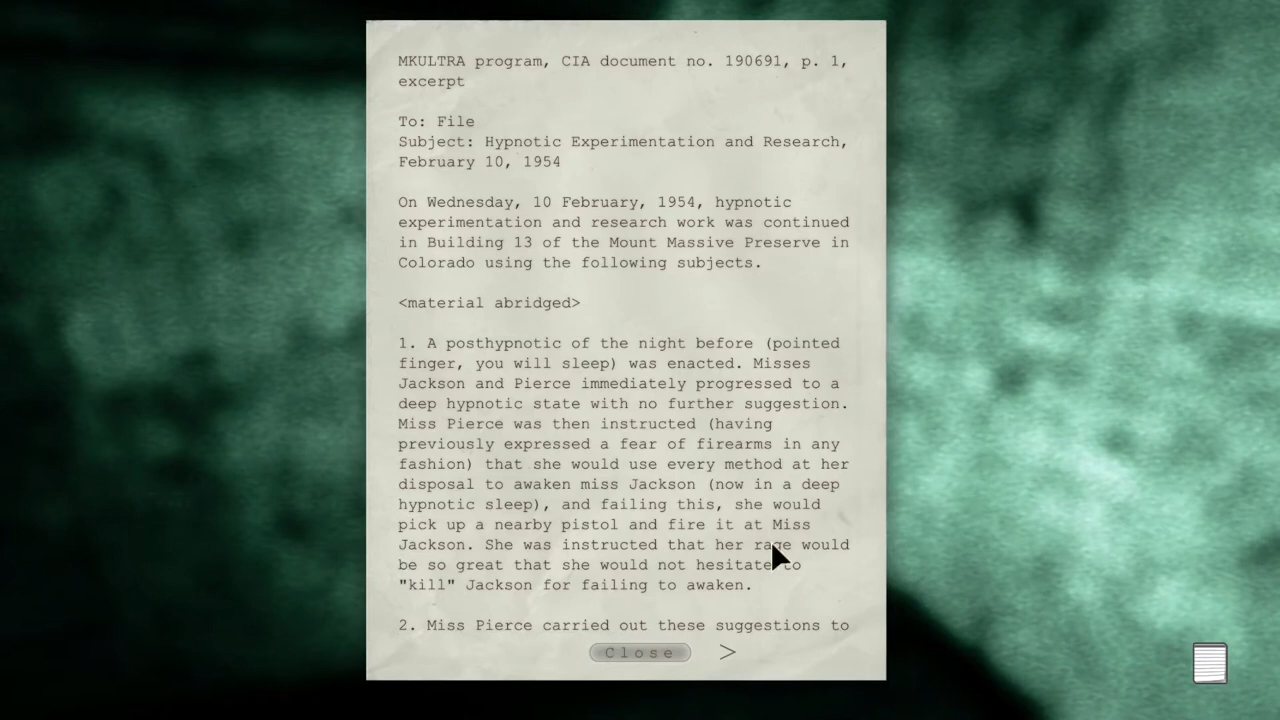 MKULTRA program, CIA document no. 190691, p. 1,
excerpt
To: File
Subject: Hypnotic Experimentation and Research,
February 10, 1954
On Wednesday, 10 February, 1954, hypnotic
experimentation and research work was continued
in Building 13 of the Mount Massive Preserve in
Colorado using the following subjects.
<material abridged>
1. A posthypnotic of the night before (pointed
finger, you will sleep) was enacted. Misses
Jackson and Pierce immediately progressed to a
deep hypnotic state with no further suggestion.
Miss Pierce was then instructed (having
previously expressed a fear of firearms in any
fashion) that she would use every method at her
disposal to awaken miss Jackson (now in a deep
hypnotic sleep), and failing this, she would
pick up a nearby pistol and fire it at Miss
Jackson. She was instructed that her rage would
be so great that she would not hesitate to
"kill" Jackson for failing to awaken.
2. Miss Pierce carried out these suggestions to
Close >